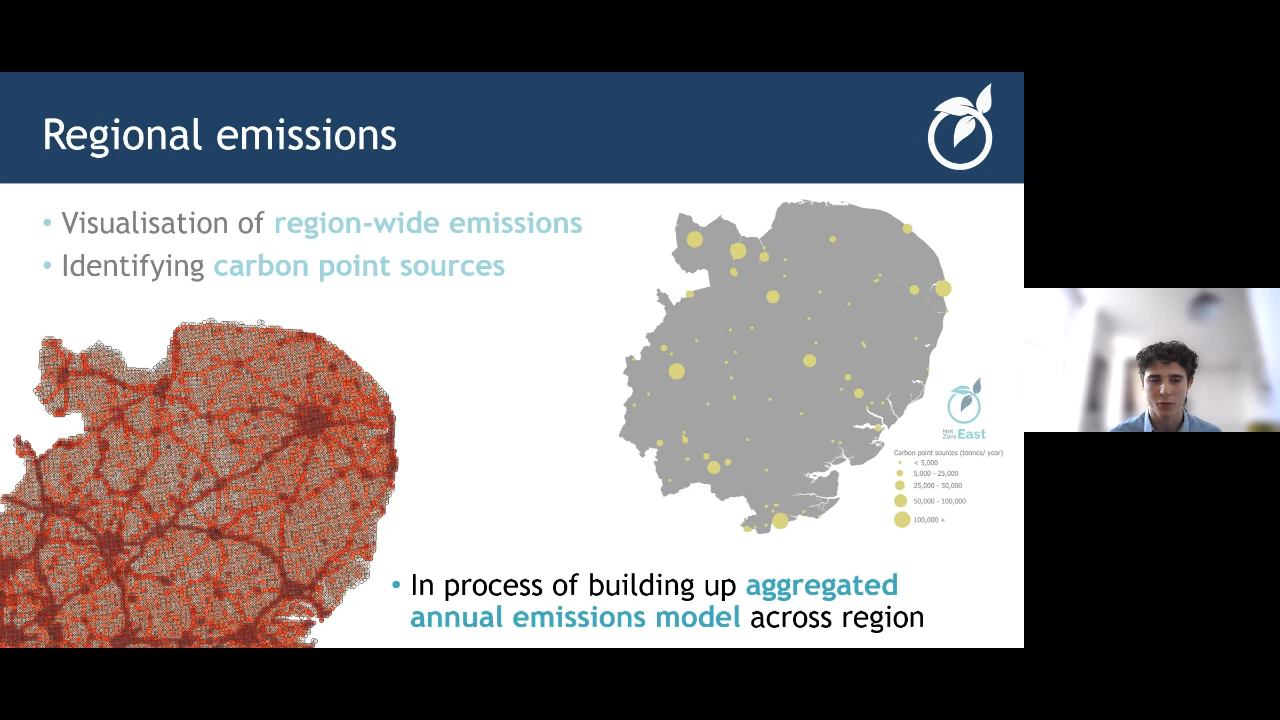 Regional emissions
• Visualisation of region-wide emissions
• Identifying carbon point sources
Net
Zero East
Carbon point sources (tonnes/ year)
< 5,000
5,000 - 25,000
25,000 - 50,000
50,000 - 100,000
100,000 +
• In process of building up aggregated
annual emissions model across region